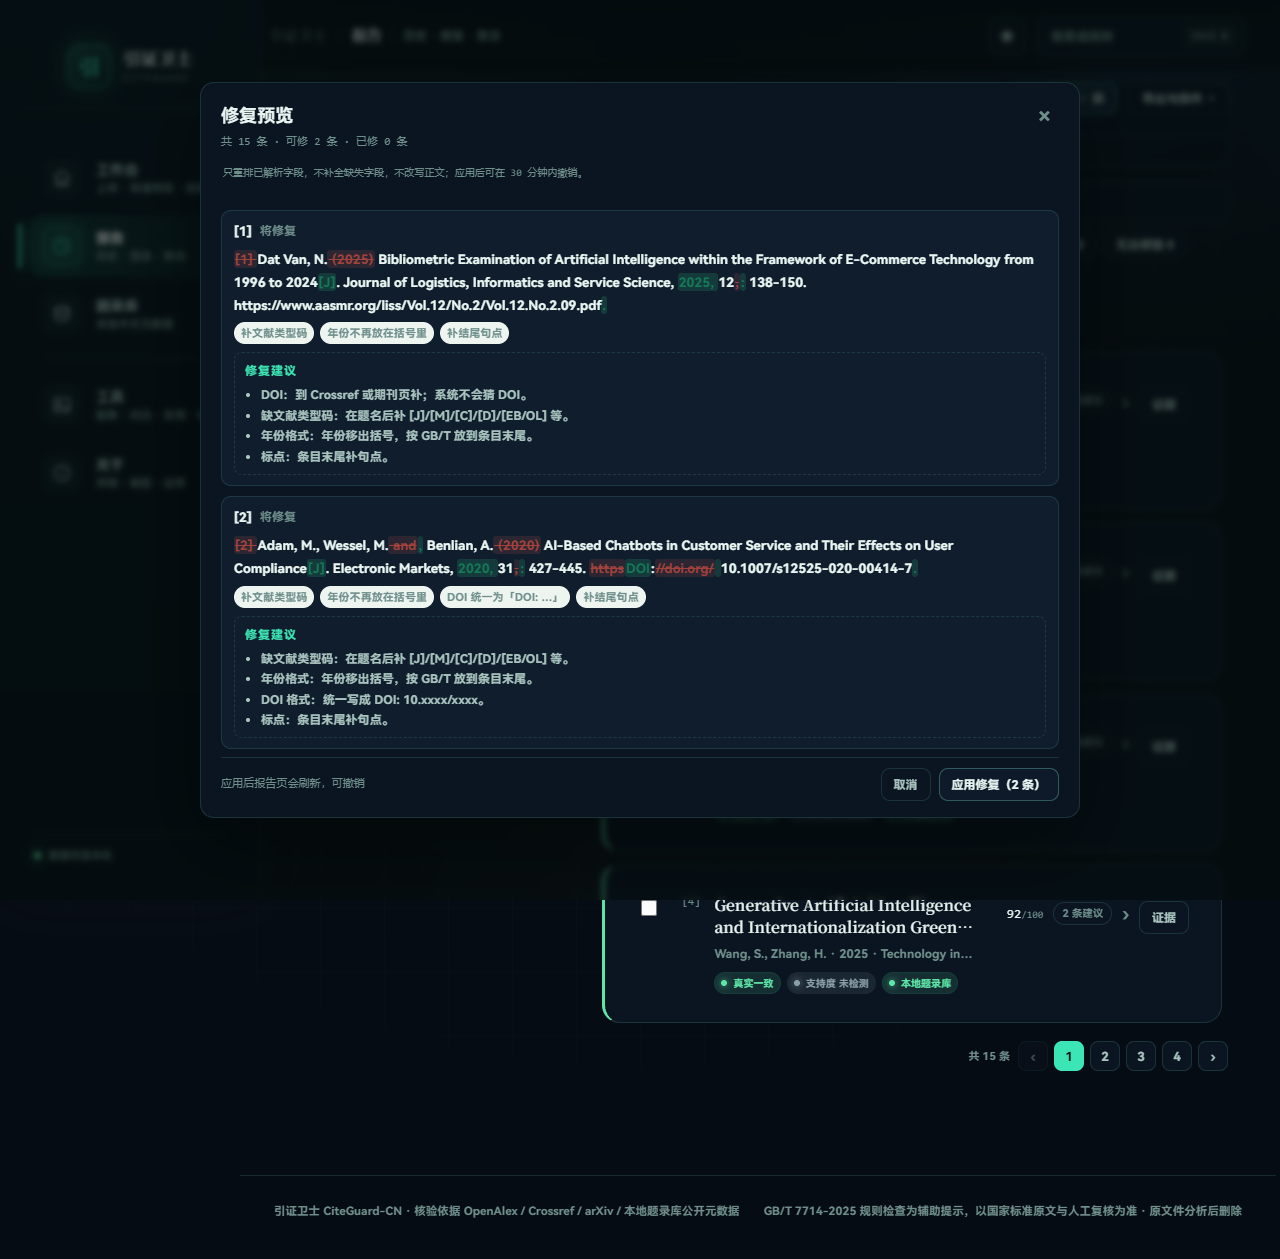 修复预览
×
共 15 条 · 可修 2 条 · 已修 0 条
只重排已解析字段，不补全缺失字段，不改写正文；应用后可在 30 分钟内撤销。
[1] 将修复
[1] Dat Van, N. (2025) Bibliometric Examination of Artificial Intelligence within the Framework of E-Commerce Technology from
1996 to 2024[J]. Journal of Logistics, Informatics and Service Science, 2025, 12,: 138-150.
https://www.aasmr.org/liss/Vol.12/No.2/Vol.12.No.2.09.pdf.
补文献类型码 年份不再放在括号里 补结尾句点
修复建议
• DOI：到 Crossref 或期刊页补；系统不会猜 DOI。
• 缺文献类型码：在题名后补 [J]/[M]/[C]/[D]/[EB/OL] 等。
• 年份格式：年份移出括号，按 GB/T 放到条目末尾。
• 标点：条目末尾补句点。
[2] 将修复
[2] Adam, M., Wessel, M. and , Benlian, A. (2020) AI-Based Chatbots in Customer Service and Their Effects on User
Compliance[J]. Electronic Markets, 2020, 31,: 427-445. https DOI://doi.org/ 10.1007/s12525-020-00414-7.
补文献类型码 年份不再放在括号里 DOI 统一为「DOI: …」 补结尾句点
修复建议
• 缺文献类型码：在题名后补 [J]/[M]/[C]/[D]/[EB/OL] 等。
• 年份格式：年份移出括号，按 GB/T 放到条目末尾。
• DOI 格式：统一写成 DOI: 10.xxxx/xxxx。
• 标点：条目末尾补句点。
应用后报告页会刷新，可撤销
取消
应用修复（2 条）
[4] Generative Artificial Intelligence
and Internationalization Green…
92/100 2 条建议 › 证据
Wang, S., Zhang, H. · 2025 · Technology in…
真实一致 支持度 未检测 本地题录库
共 15 条 ‹ 1 2 3 4 ›
引证卫士 CiteGuard-CN · 核验依据 OpenAlex / Crossref / arXiv / 本地题录库公开元数据
GB/T 7714-2025 规则检查为辅助提示，以国家标准原文与人工复核为准 · 原文件分析后删除